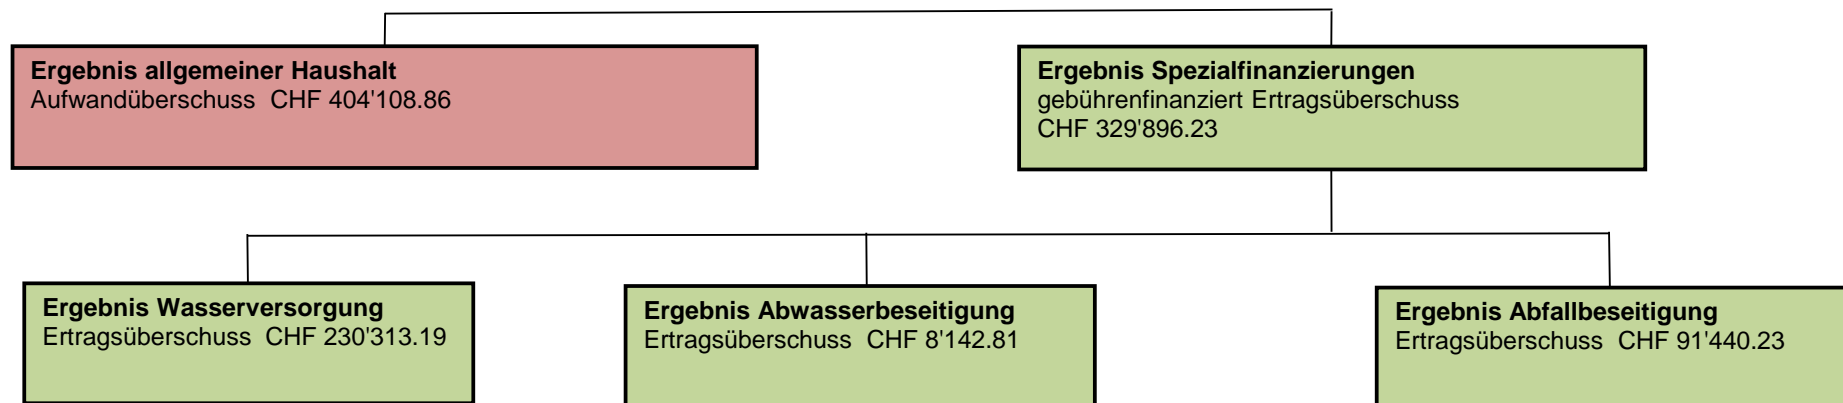 Ergebnis allgemeiner Haushalt
Aufwandüberschuss CHF 404'108.86
Ergebnis Spezialfinanzierungen
gebührenfinanziert Ertragsüberschuss
CHF 329'896.23
Ergebnis Wasserversorgung
Ertragsüberschuss CHF 230'313.19
Ergebnis Abwasserbeseitigung
Ertragsüberschuss CHF 8'142.81
Ergebnis Abfallbeseitigung
Ertragsüberschuss CHF 91'440.23